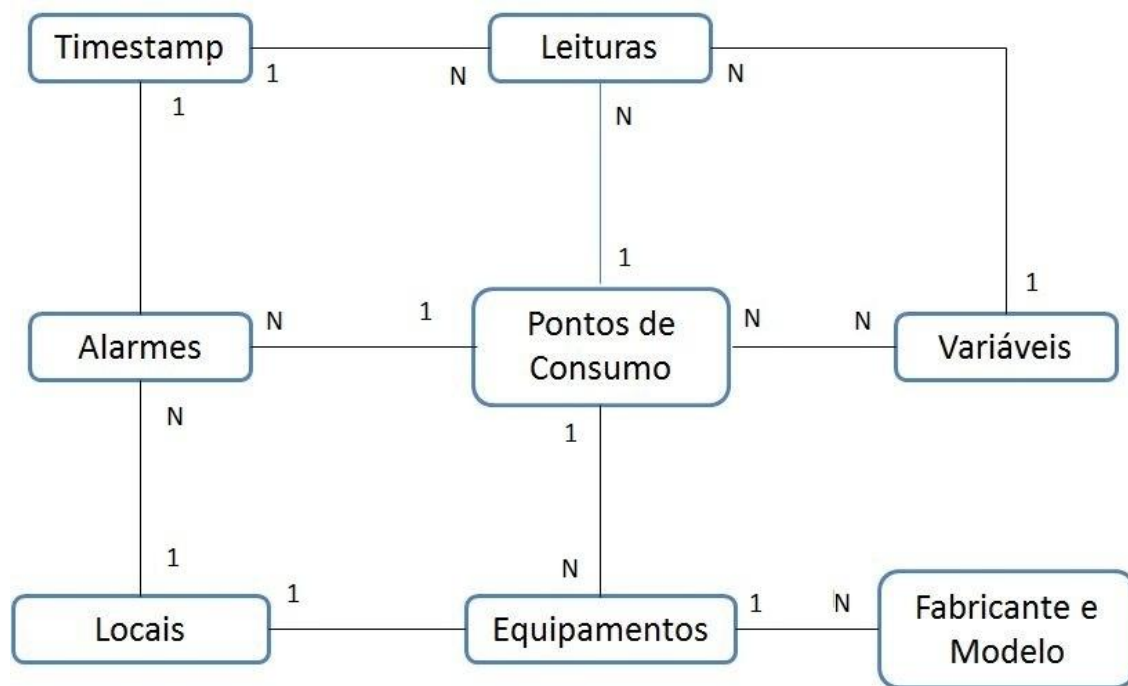 Timestamp
Leituras
1
N
N
1
N
1
1
Alarmes
N
1
Pontos de
Consumo
N
N
Variáveis
N
1
1
N
1
Locais
Equipamentos
1
N
Fabricante e
Modelo